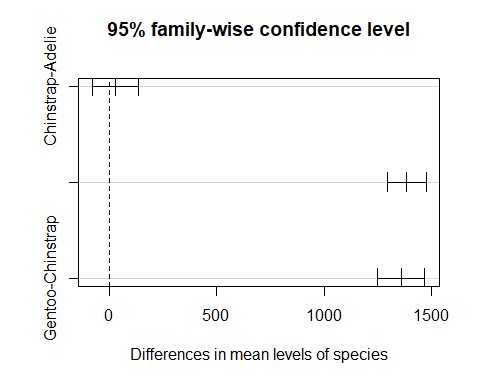 95% family-wise confidence level
Chinstrap-Adelie
Gentoo-Chinstrap
0 500 1000 1500
Differences in mean levels of species